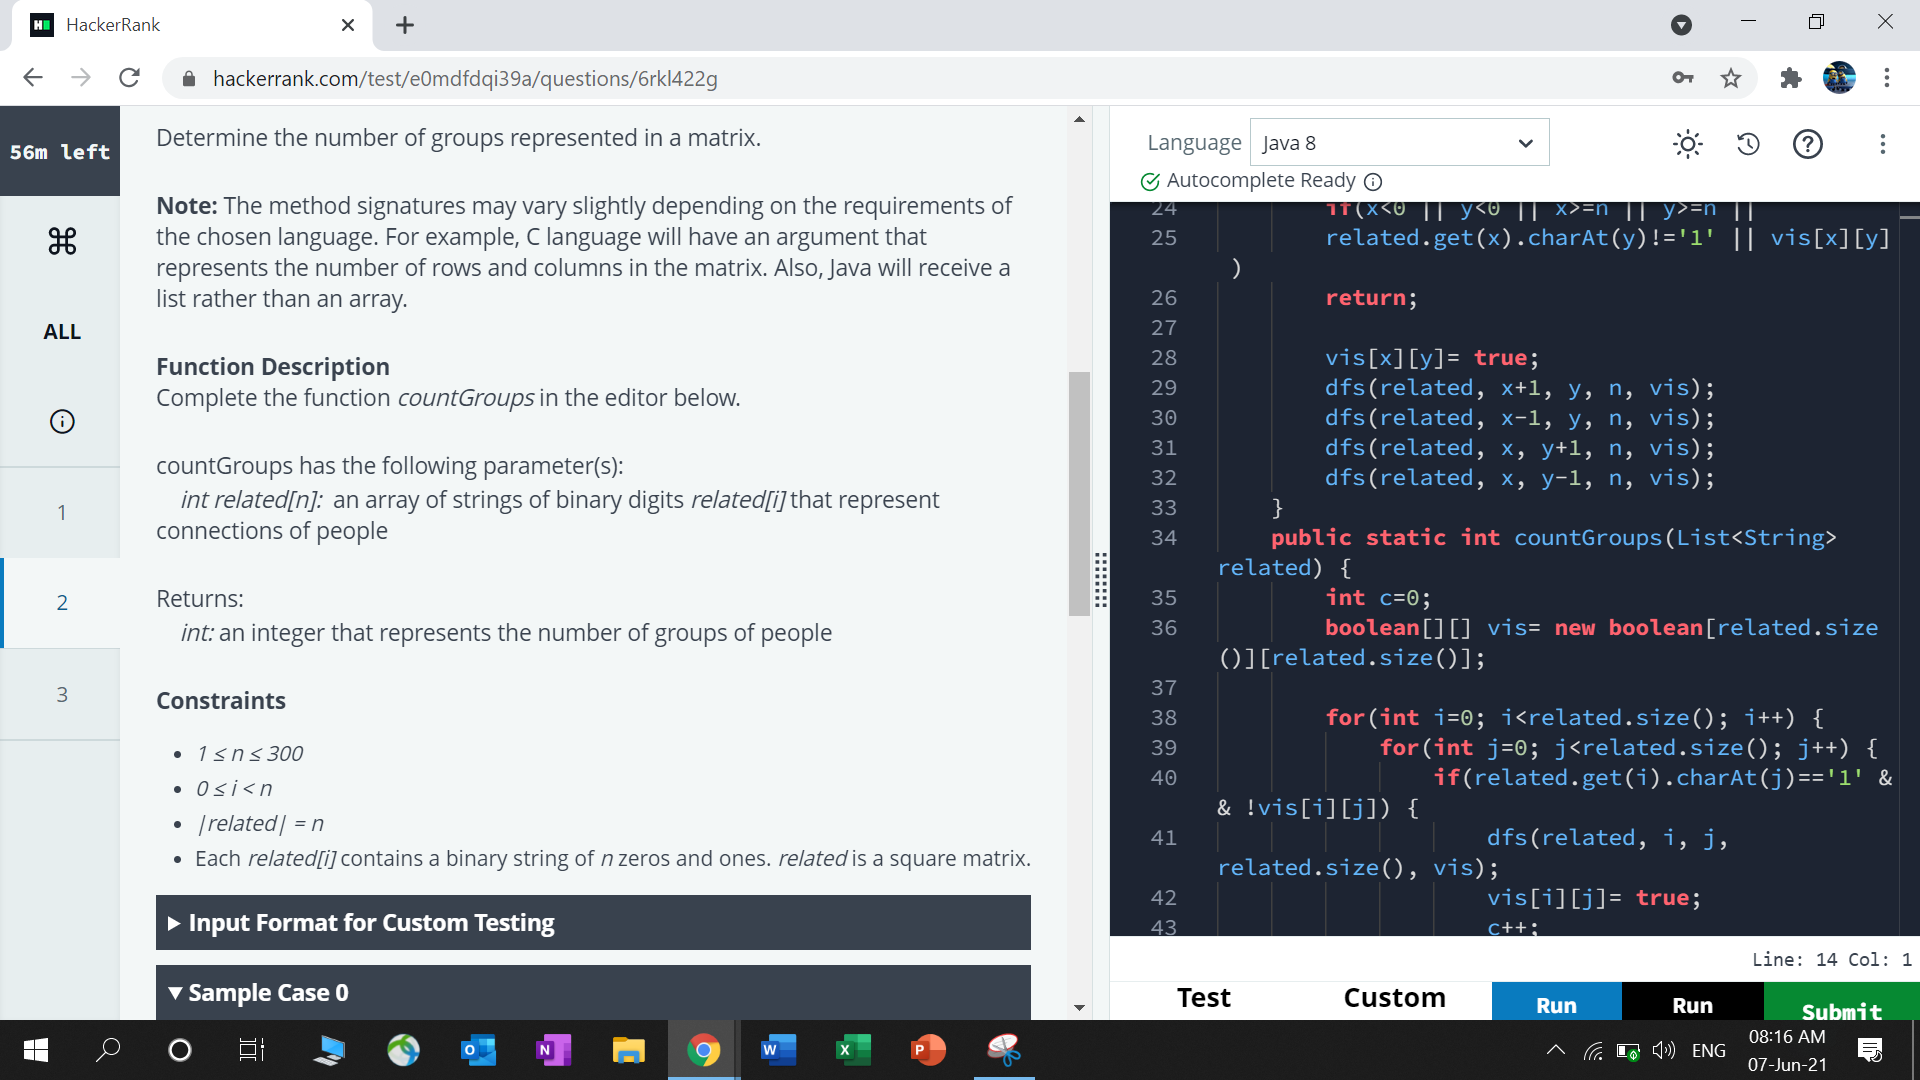 HackerRank
hackerrank.com/test/e0mdfdqi39a/questions/6rkl422g
56m left
ALL
1
2
3
Determine the number of groups represented in a matrix.
Note: The method signatures may vary slightly depending on the requirements of
the chosen language. For example, C language will have an argument that
represents the number of rows and columns in the matrix. Also, Java will receive a
list rather than an array.
Function Description
Complete the function countGroups in the editor below.
countGroups has the following parameter(s):
int related[n]: an array of strings of binary digits related[i] that represent
connections of people
Returns:
int: an integer that represents the number of groups of people
Constraints
• 1 ≤ n ≤ 300
• 0 ≤ i < n
• |related| = n
• Each related[i] contains a binary string of n zeros and ones. related is a square matrix.
▶ Input Format for Custom Testing
▼ Sample Case 0
Language Java 8
Autocomplete Ready
24 if(x<0 || y<0 || x>=n || y>=n ||
25 related.get(x).charAt(y)!='1' || vis[x][y]
)
26 return;
27
28 vis[x][y]= true;
29 dfs(related, x+1, y, n, vis);
30 dfs(related, x-1, y, n, vis);
31 dfs(related, x, y+1, n, vis);
32 dfs(related, x, y-1, n, vis);
33 }
34 public static int countGroups(List<String>
related) {
35 int c=0;
36 boolean[][] vis= new boolean[related.size
()][related.size()];
37
38 for(int i=0; i<related.size(); i++) {
39 for(int j=0; j<related.size(); j++) {
40 if(related.get(i).charAt(j)=='1' &
& !vis[i][j]) {
41 dfs(related, i, j,
related.size(), vis);
42 vis[i][j]= true;
43 c++;
Line: 14 Col: 1
Test Custom Run Run Submit
ENG
08:16 AM
07-Jun-21